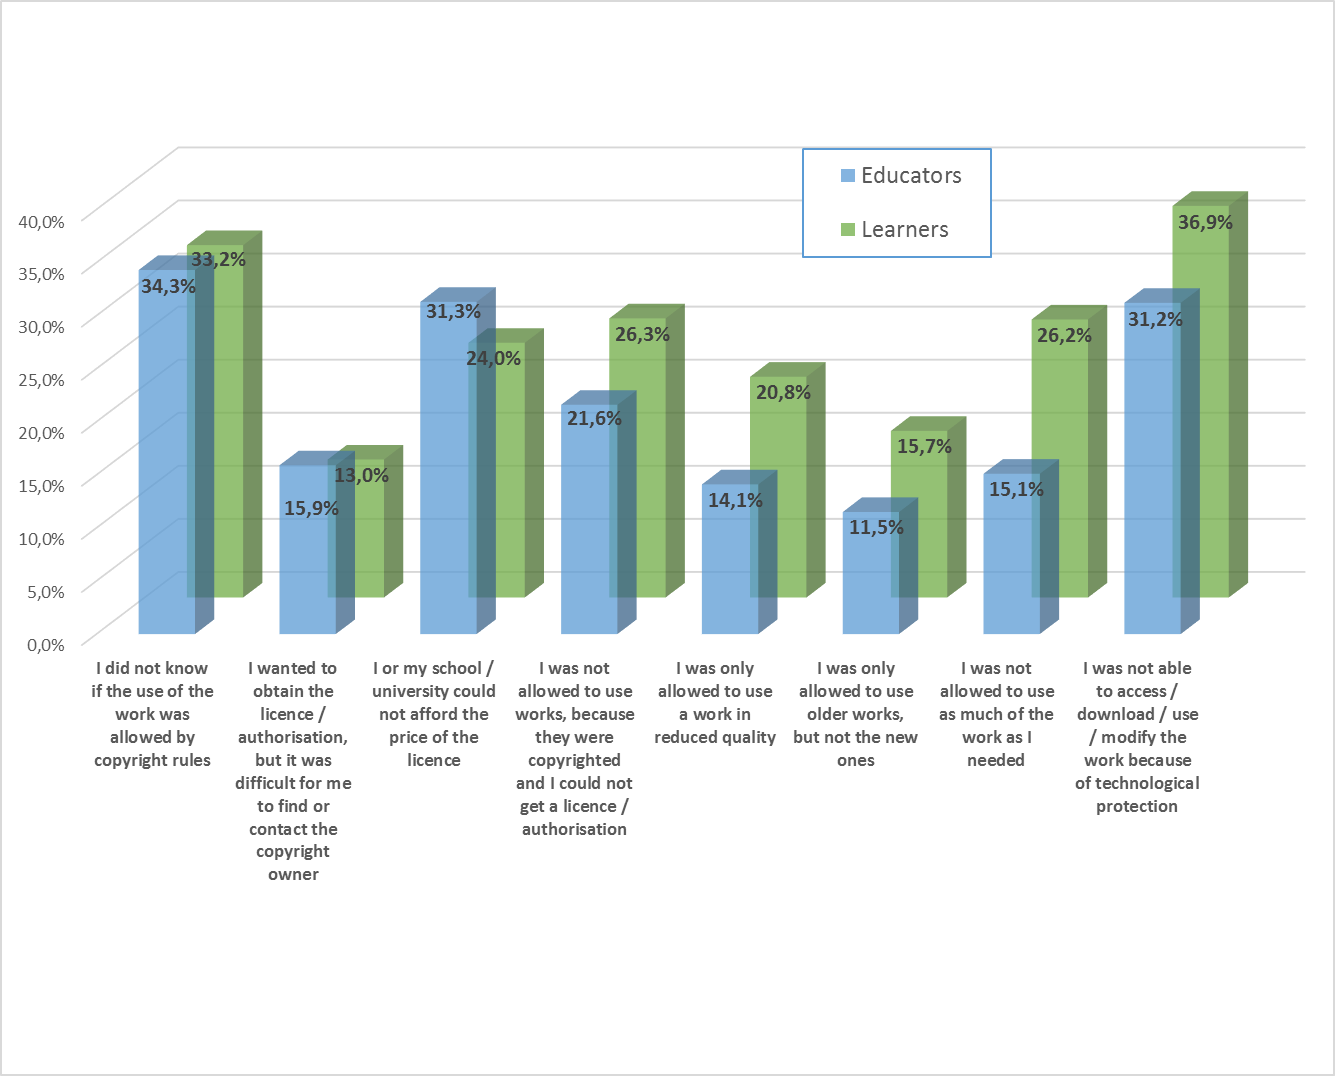 Educators
Learners
40,0%
35,0%
30,0%
25,0%
20,0%
15,0%
10,0%
5,0%
0,0%
34,3%
33,2%
15,9%
13,0%
31,3%
24,0%
21,6%
26,3%
14,1%
20,8%
11,5%
15,7%
15,1%
26,2%
31,2%
36,9%
I did not know
if the use of the
work was
allowed by
copyright rules
I wanted to
obtain the
licence /
authorisation,
but it was
difficult for me
to find or
contact the
copyright
owner
I or my school /
university could
not afford the
price of the
licence
I was not
allowed to use
works, because
they were
copyrighted
and I could not
get a licence /
authorisation
I was only
allowed to use
a work in
reduced quality
I was only
allowed to use
older works,
but not the new
ones
I was not
allowed to use
as much of the
work as I
needed
I was not able
to access /
download / use
/ modify the
work because
of technological
protection